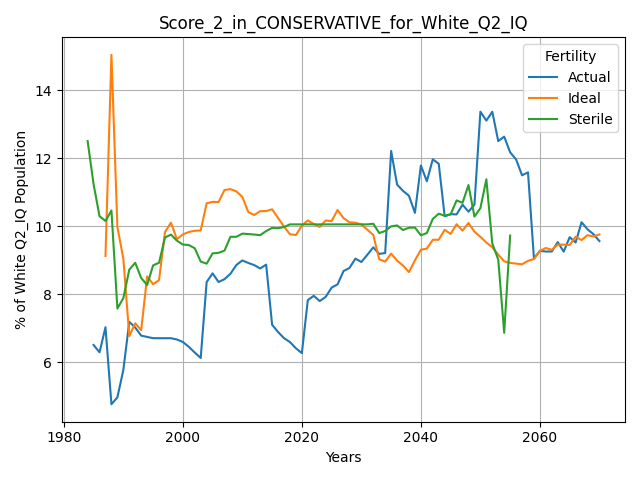 Score_2_in_CONSERVATIVE_for_White_Q2_IQ
Fertility
Actual
Ideal
Sterile
% of White Q2_IQ Population
14
12
10
8
6
1980
2000
2020
2040
2060
Years